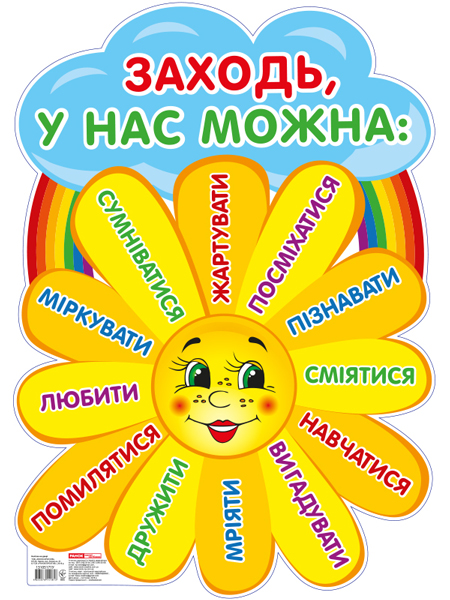 ЗАХОДЬ,
У НАС МОЖНА:
СУМНІВАТИСЯ
ЖАРТУВАТИ
ПОСМІХАТИСЯ
ПІЗНАВАТИ
СМІЯТИСЯ
НАВЧАТИСЯ
ВИГАДУВАТИ
МРІЯТИ
ДРУЖИТИ
ПОМИЛЯТИСЯ
ЛЮБИТИ
МІРКУВАТИ